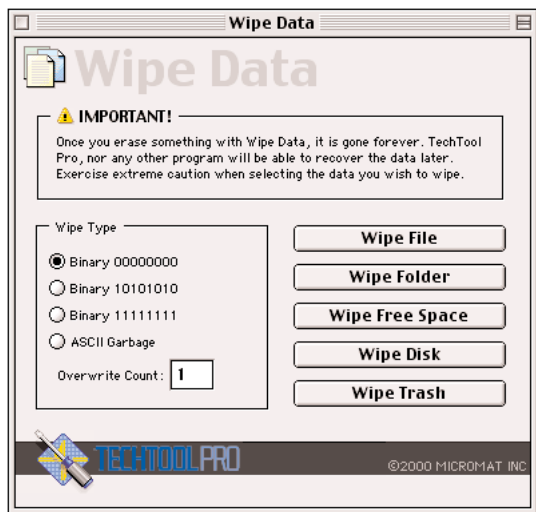 Wipe Data
Wipe Data
IMPORTANT!
Once you erase something with Wipe Data, it is gone forever. TechTool
Pro, nor any other program will be able to recover the data later.
Exercise extreme caution when selecting the data you wish to wipe.
Wipe Type
Binary 00000000
Binary 10101010
Binary 11111111
ASCII Garbage
Overwrite Count: 1
Wipe File
Wipe Folder
Wipe Free Space
Wipe Disk
Wipe Trash
TECHTOOL PRO
©2000 MICROMAT INC